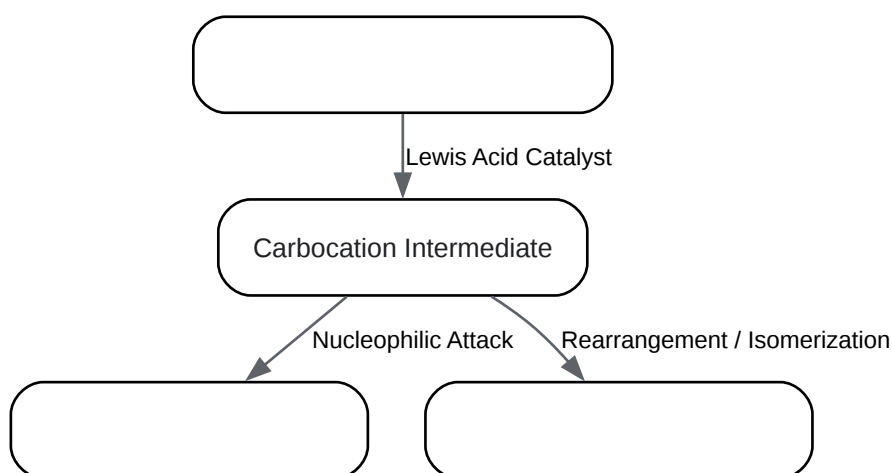 Lewis Acid Catalyst
Carbocation Intermediate
Nucleophilic Attack
Rearrangement / Isomerization